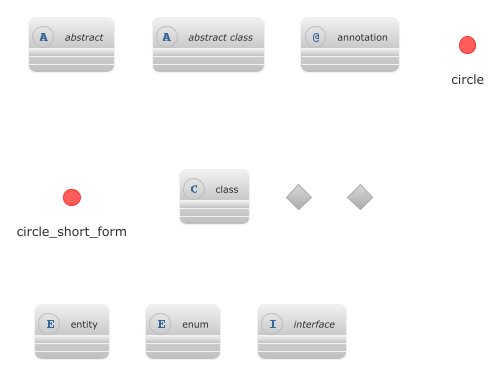 A abstract
A abstract class
@ annotation
circle
circle_short_form
C class
E entity
E enum
I interface